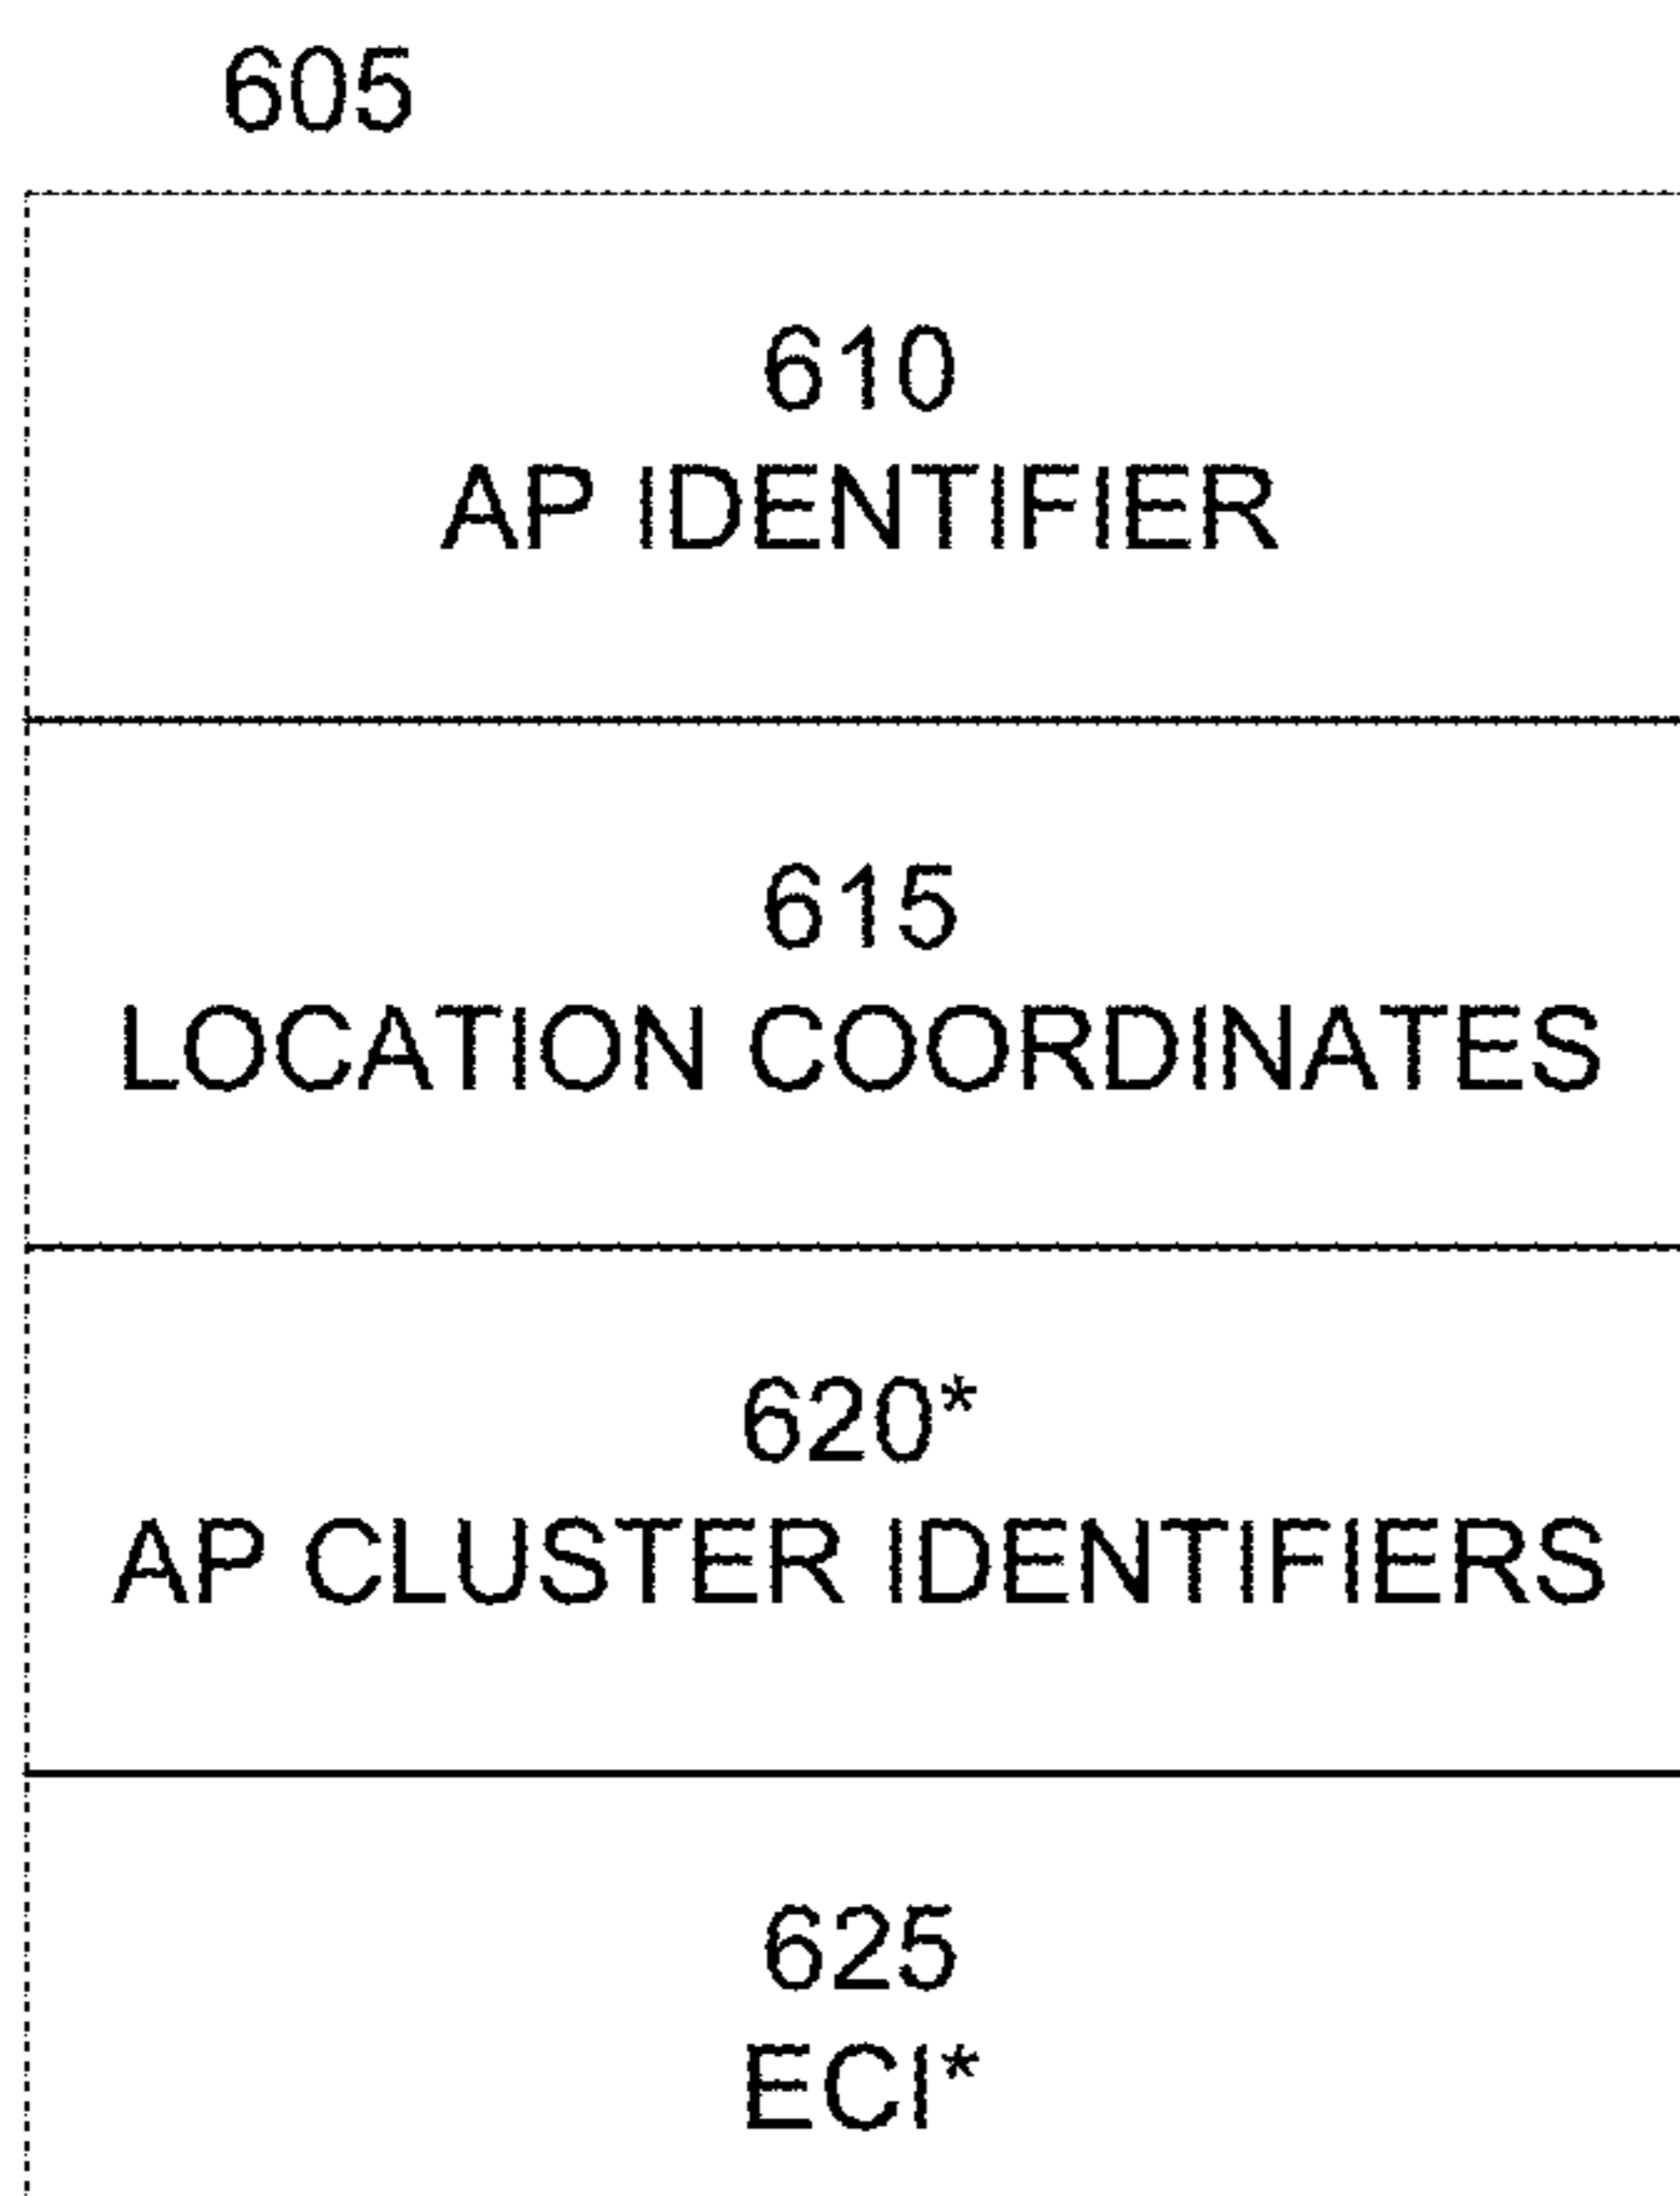 605
610
AP IDENTIFIER
615
LOCATION COORDINATES
620*
AP CLUSTER IDENTIFIERS
625
ECI*